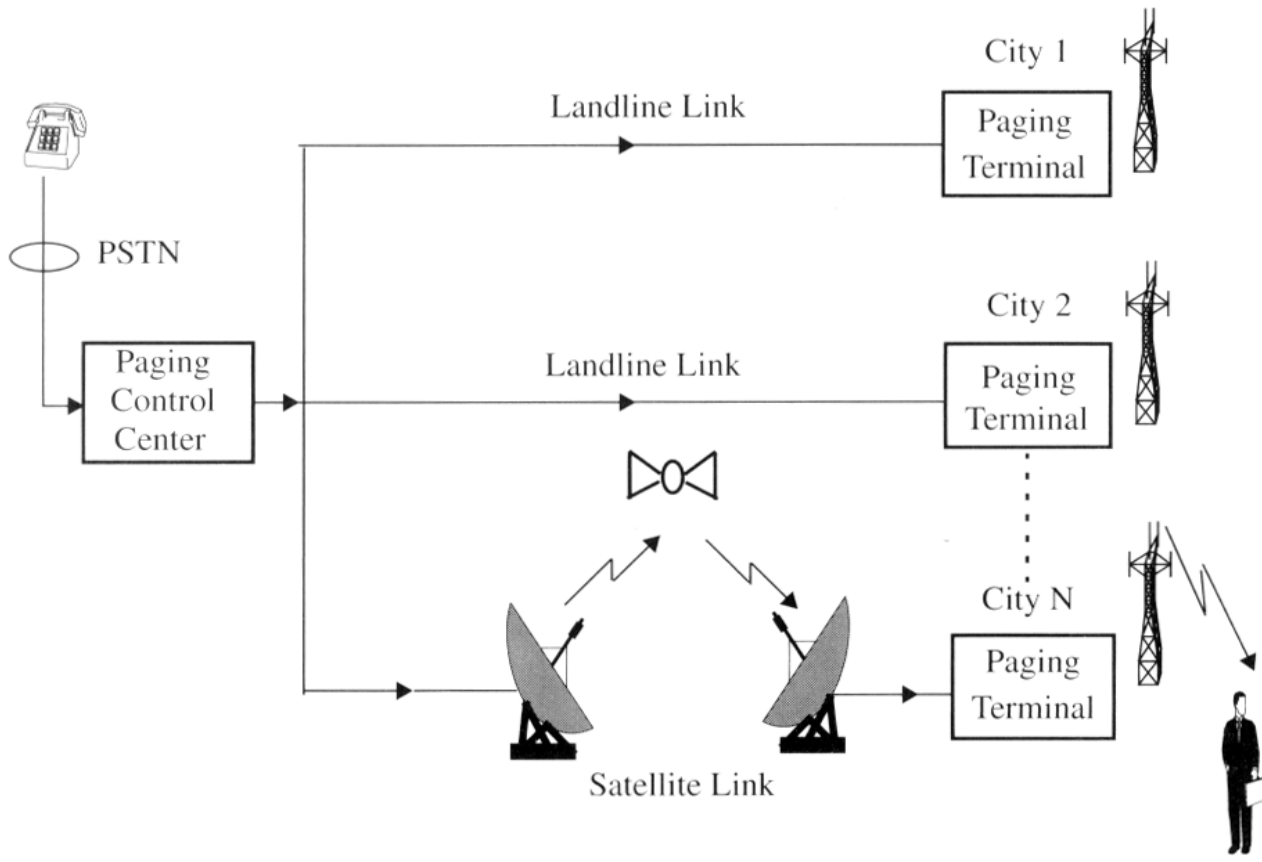 City 1
Landline Link
Paging
Terminal
PSTN
City 2
Paging
Control
Center
Landline Link
Paging
Terminal
City N
Paging
Terminal
Satellite Link